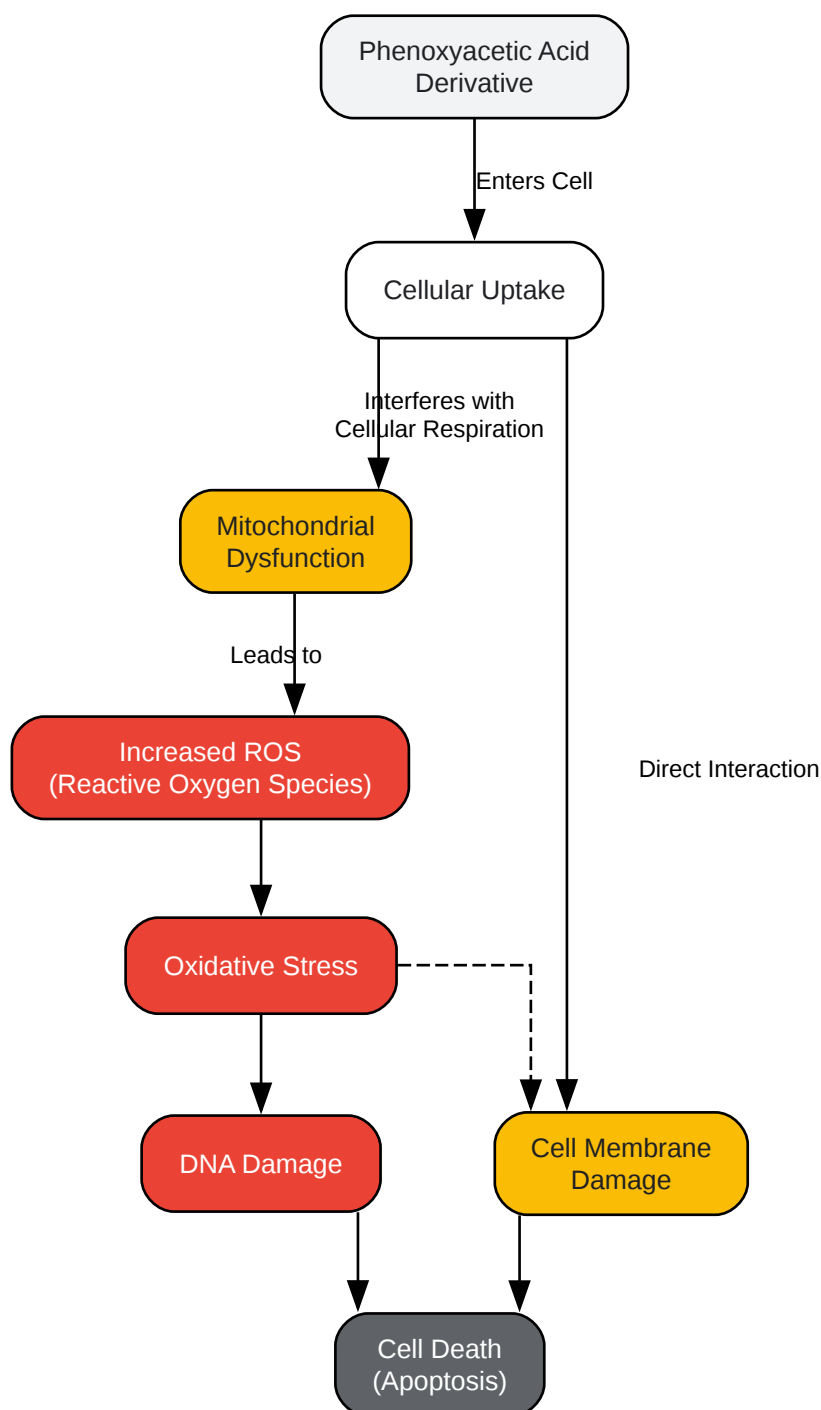 Phenoxyacetic Acid
Derivative
Enters Cell
Cellular Uptake
Interferes with
Cellular Respiration
Mitochondrial
Dysfunction
Leads to
Increased ROS
(Reactive Oxygen Species)
Direct Interaction
Oxidative Stress
DNA Damage
Cell Membrane
Damage
Cell Death
(Apoptosis)